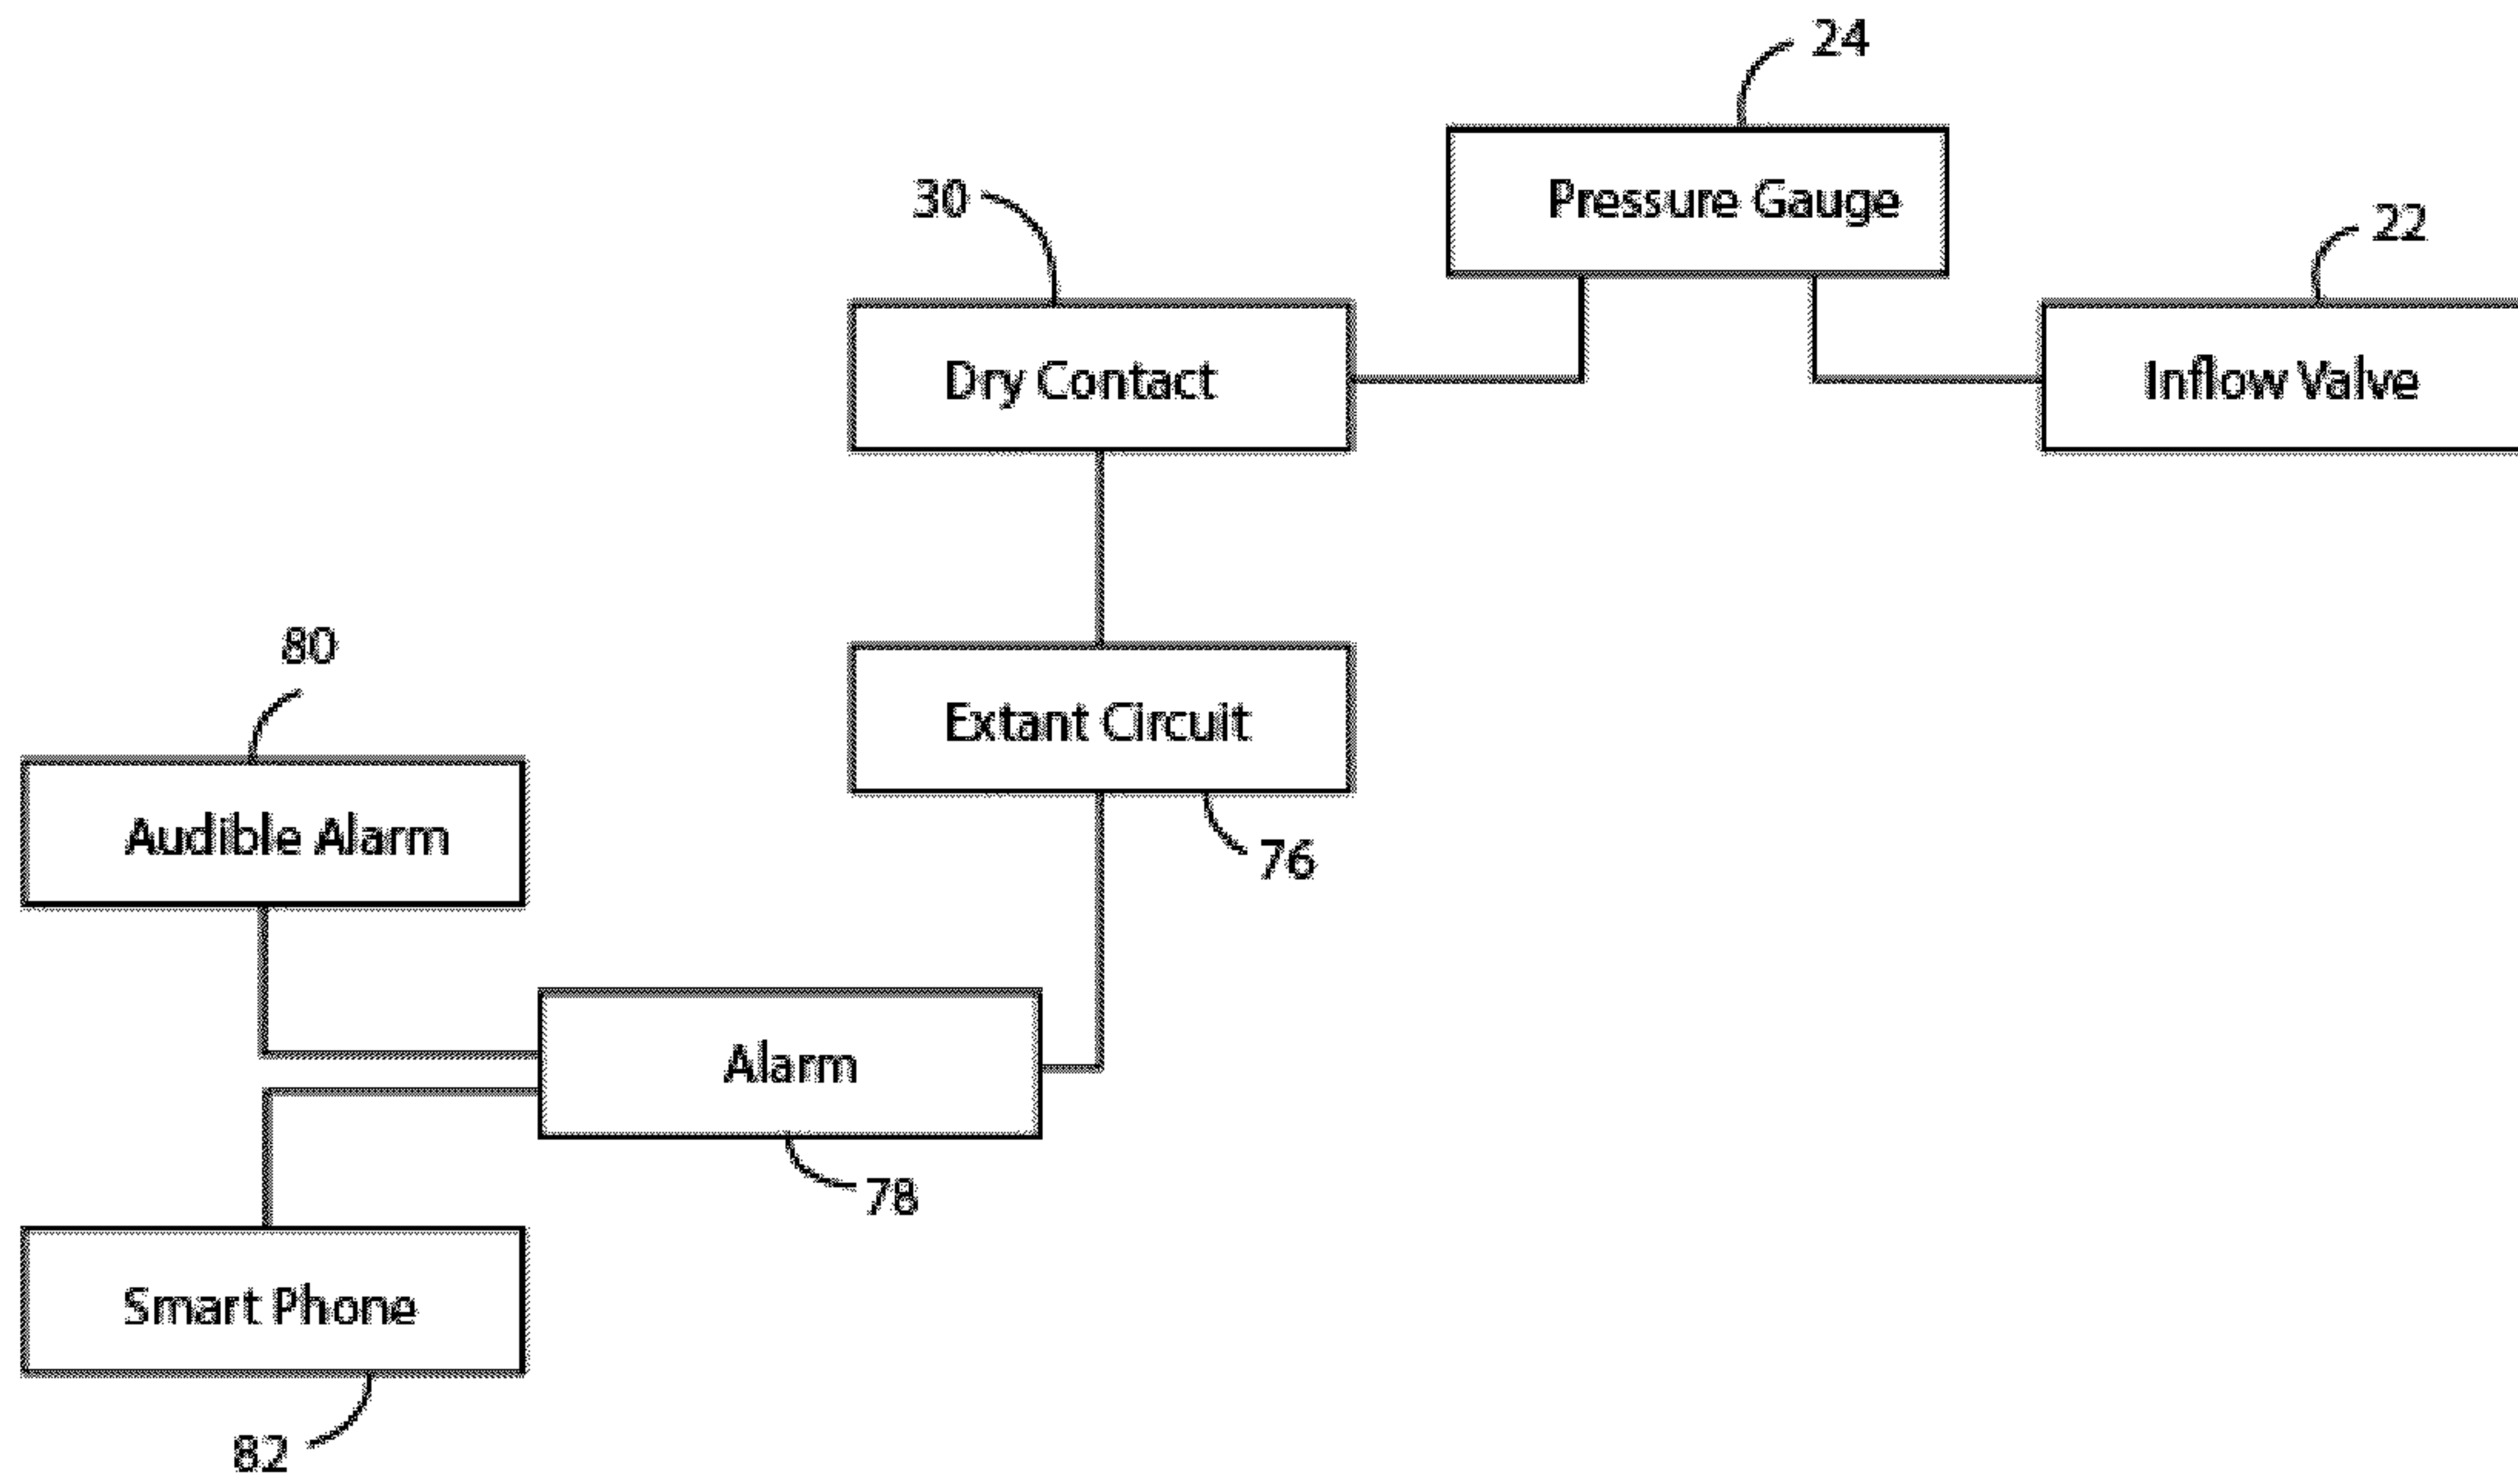 24
Pressure Gauge
30
22
Dry Contact
Inflow Valve
80
Extant Circuit
Audible Alarm
76
Alarm
78
Smart Phone
82